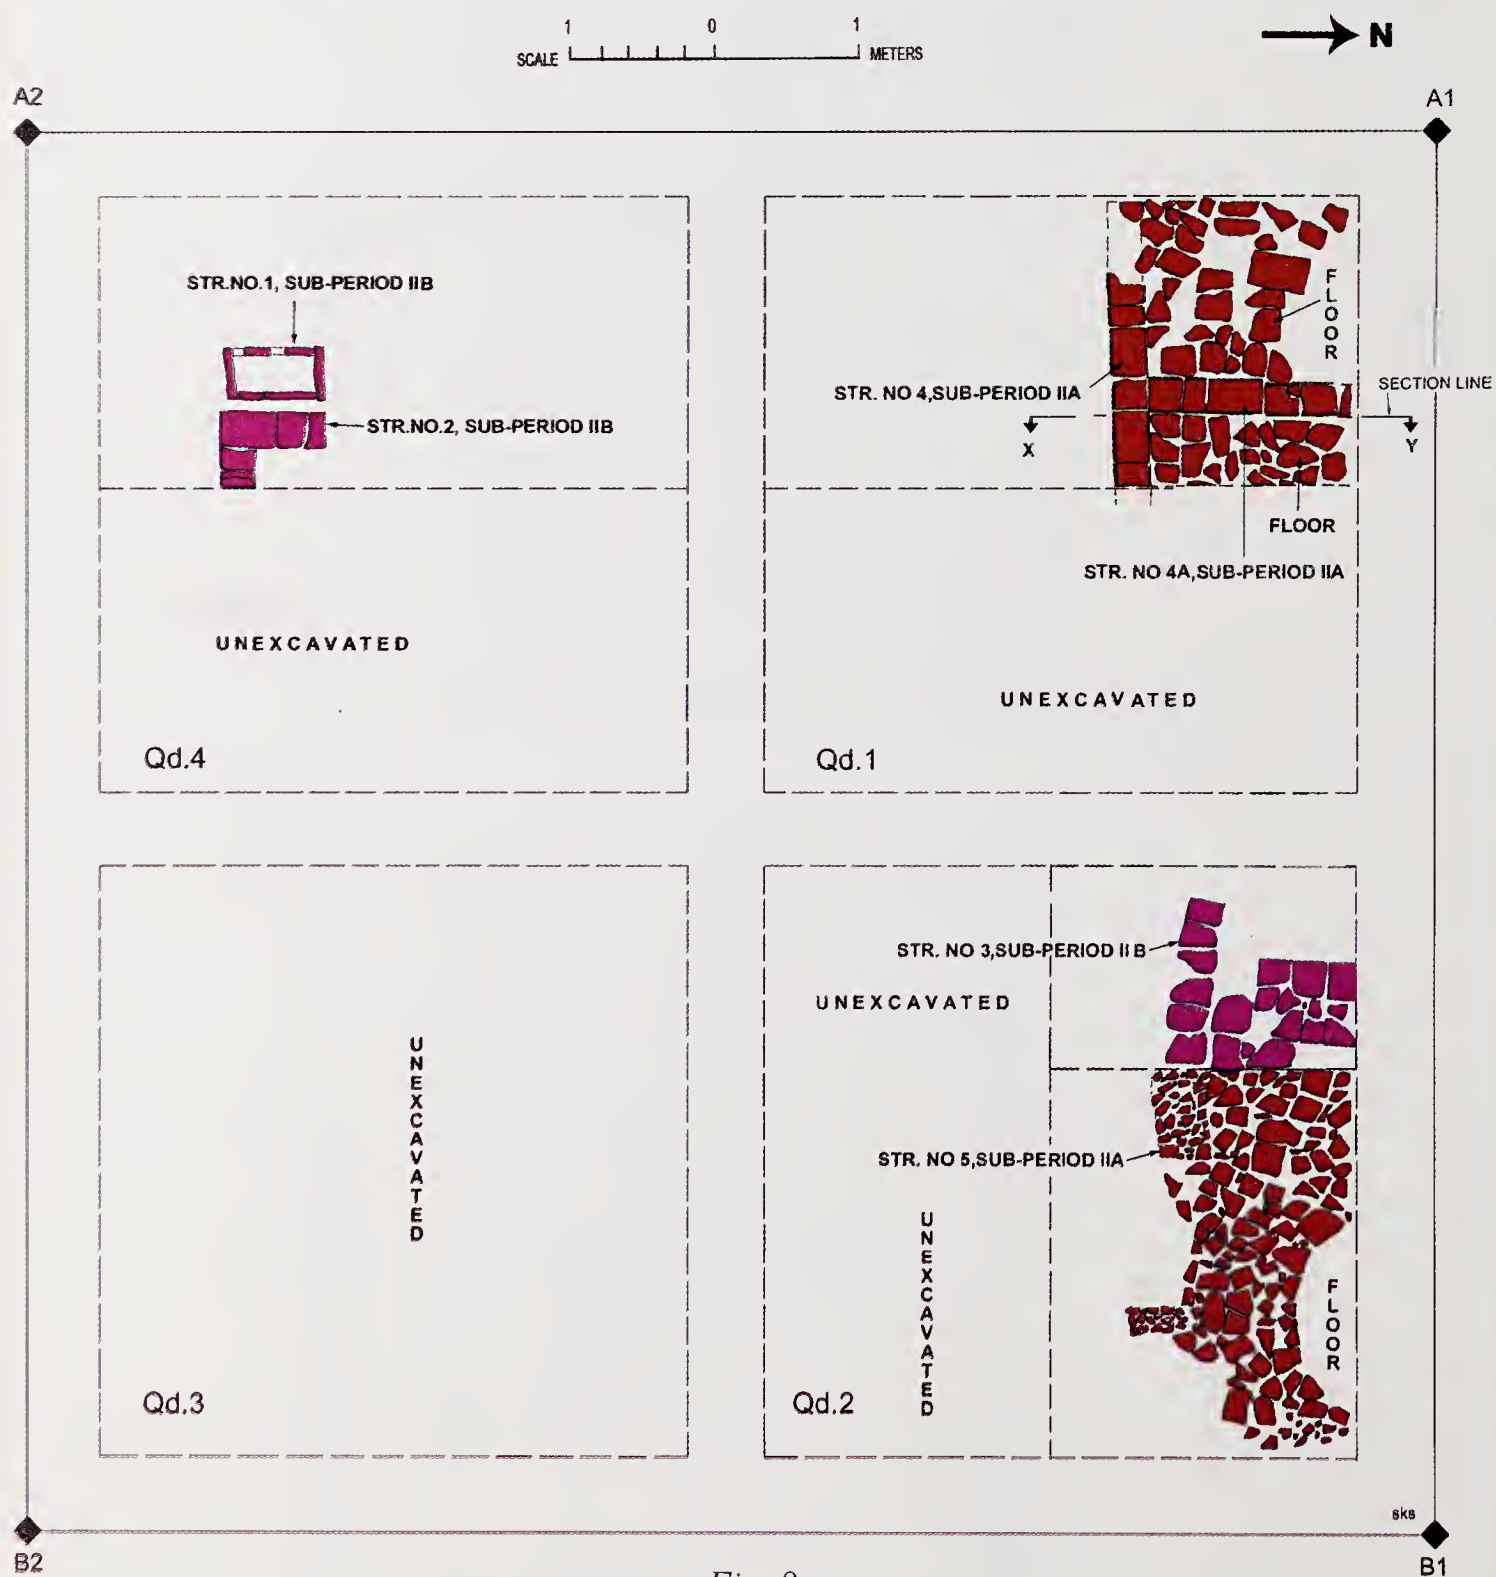 1 0 1
SCALE METERS
N
A2 A1
STR.NO.1, SUB-PERIOD IIB
STR.NO.2, SUB-PERIOD IIB
UNEXCAVATED
Qd.4
FLOOR
STR. NO 4,SUB-PERIOD IIA
SECTION LINE
X Y
FLOOR
STR. NO 4A,SUB-PERIOD IIA
UNEXCAVATED
Qd.1
UNEXCAVATED
Qd.3
STR. NO 3,SUB-PERIOD II B
UNEXCAVATED
STR. NO 5,SUB-PERIOD IIA
UNEXCAVATED
FLOOR
Qd.2
sks
B2 B1